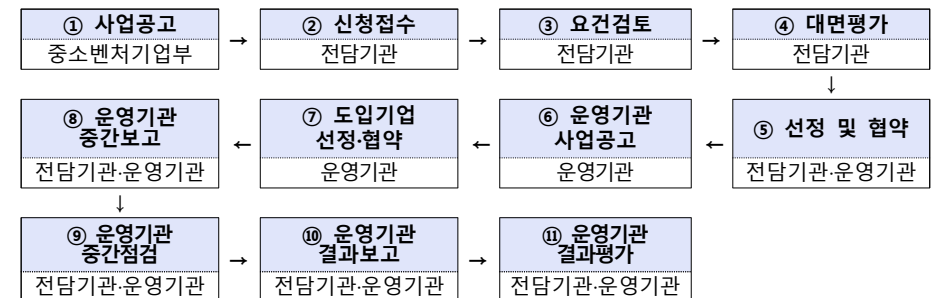 ① 사업공고
중소벤처기업부
→
② 신청접수
전담기관
→
③ 요건검토
전담기관
→
④ 대면평가
전담기관
↓
⑤ 선정 및 협약
전담기관·운영기관
←
⑥ 운영기관
사업공고
운영기관
←
⑦ 도입기업
선정·협약
운영기관
←
⑧ 운영기관
중간보고
전담기관·운영기관
↓
⑨ 운영기관
중간점검
전담기관·운영기관
→
⑩ 운영기관
결과보고
전담기관·운영기관
→
⑪ 운영기관
결과평가
전담기관·운영기관